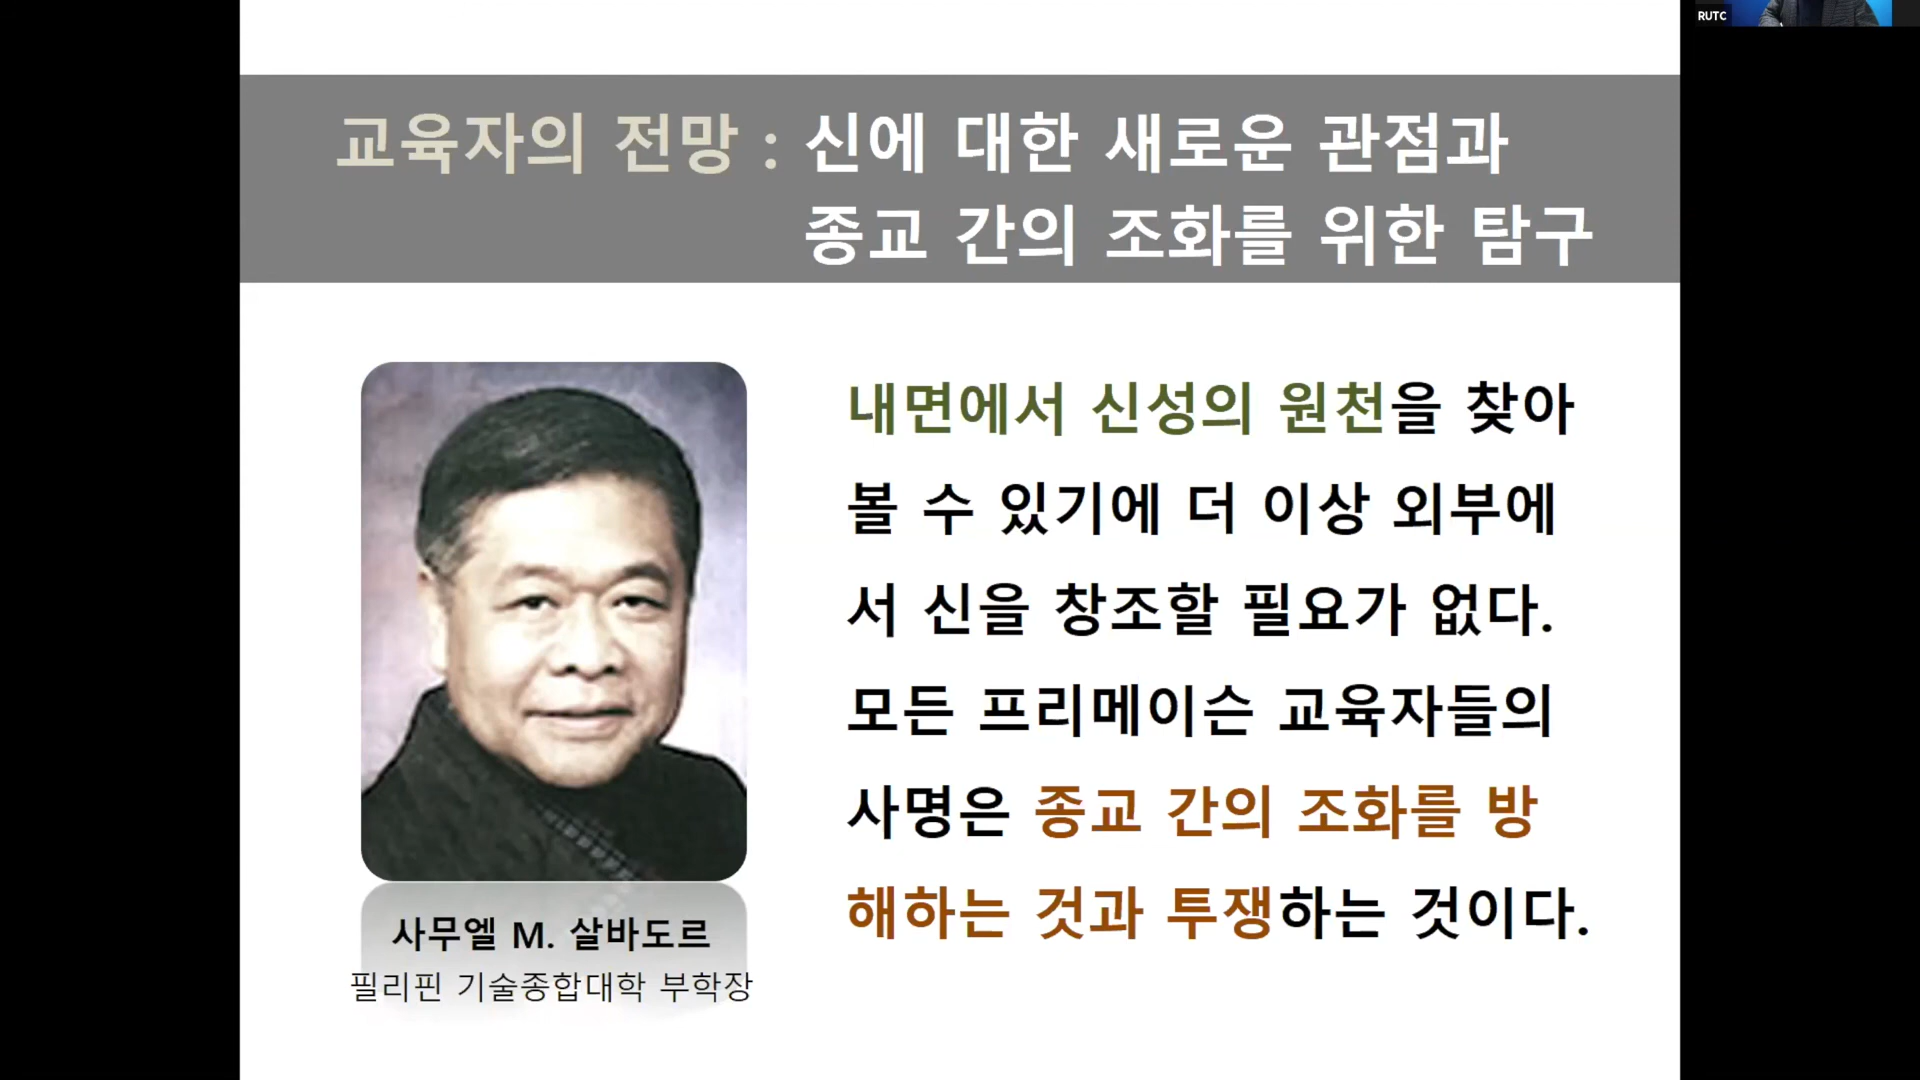 RUTC
교육자의 전망 : 신에 대한 새로운 관점과
종교 간의 조화를 위한 탐구
내면에서 신성의 원천을 찾아
볼 수 있기에 더 이상 외부에
서 신을 창조할 필요가 없다.
모든 프리메이슨 교육자들의
사명은 종교 간의 조화를 방
해하는 것과 투쟁하는 것이다.
사무엘 M. 살바도르
필리핀 기술종합대학 부학장